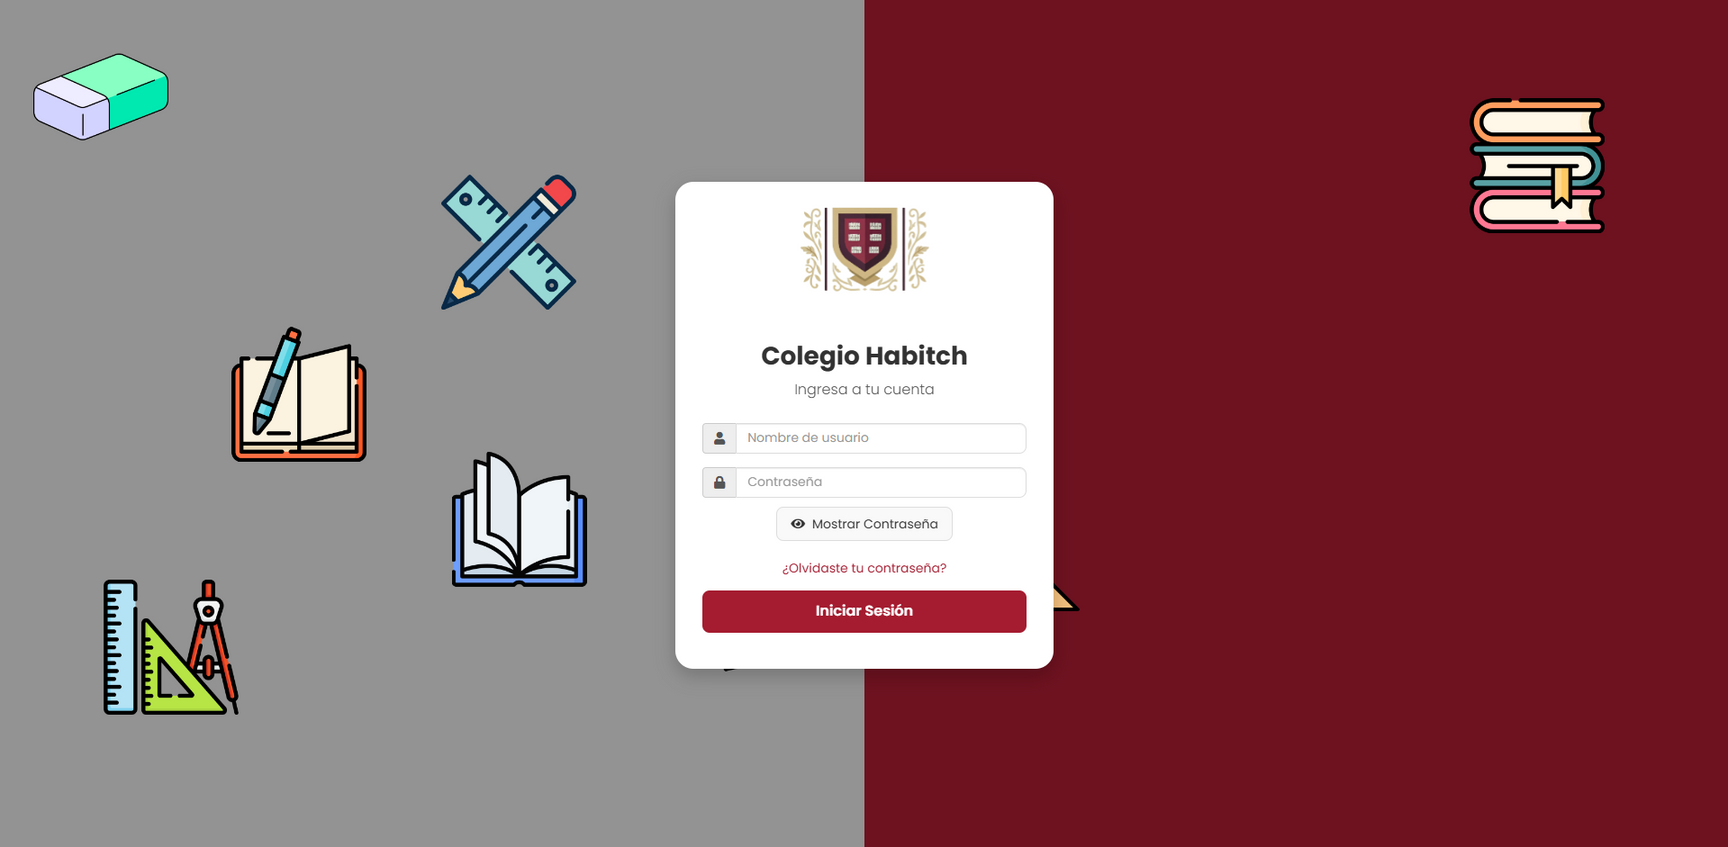 Colegio Habitch
Ingresa a tu cuenta
Nombre de usuario
Contraseña
Mostrar Contraseña
¿Olvidaste tu contraseña?
Iniciar Sesión